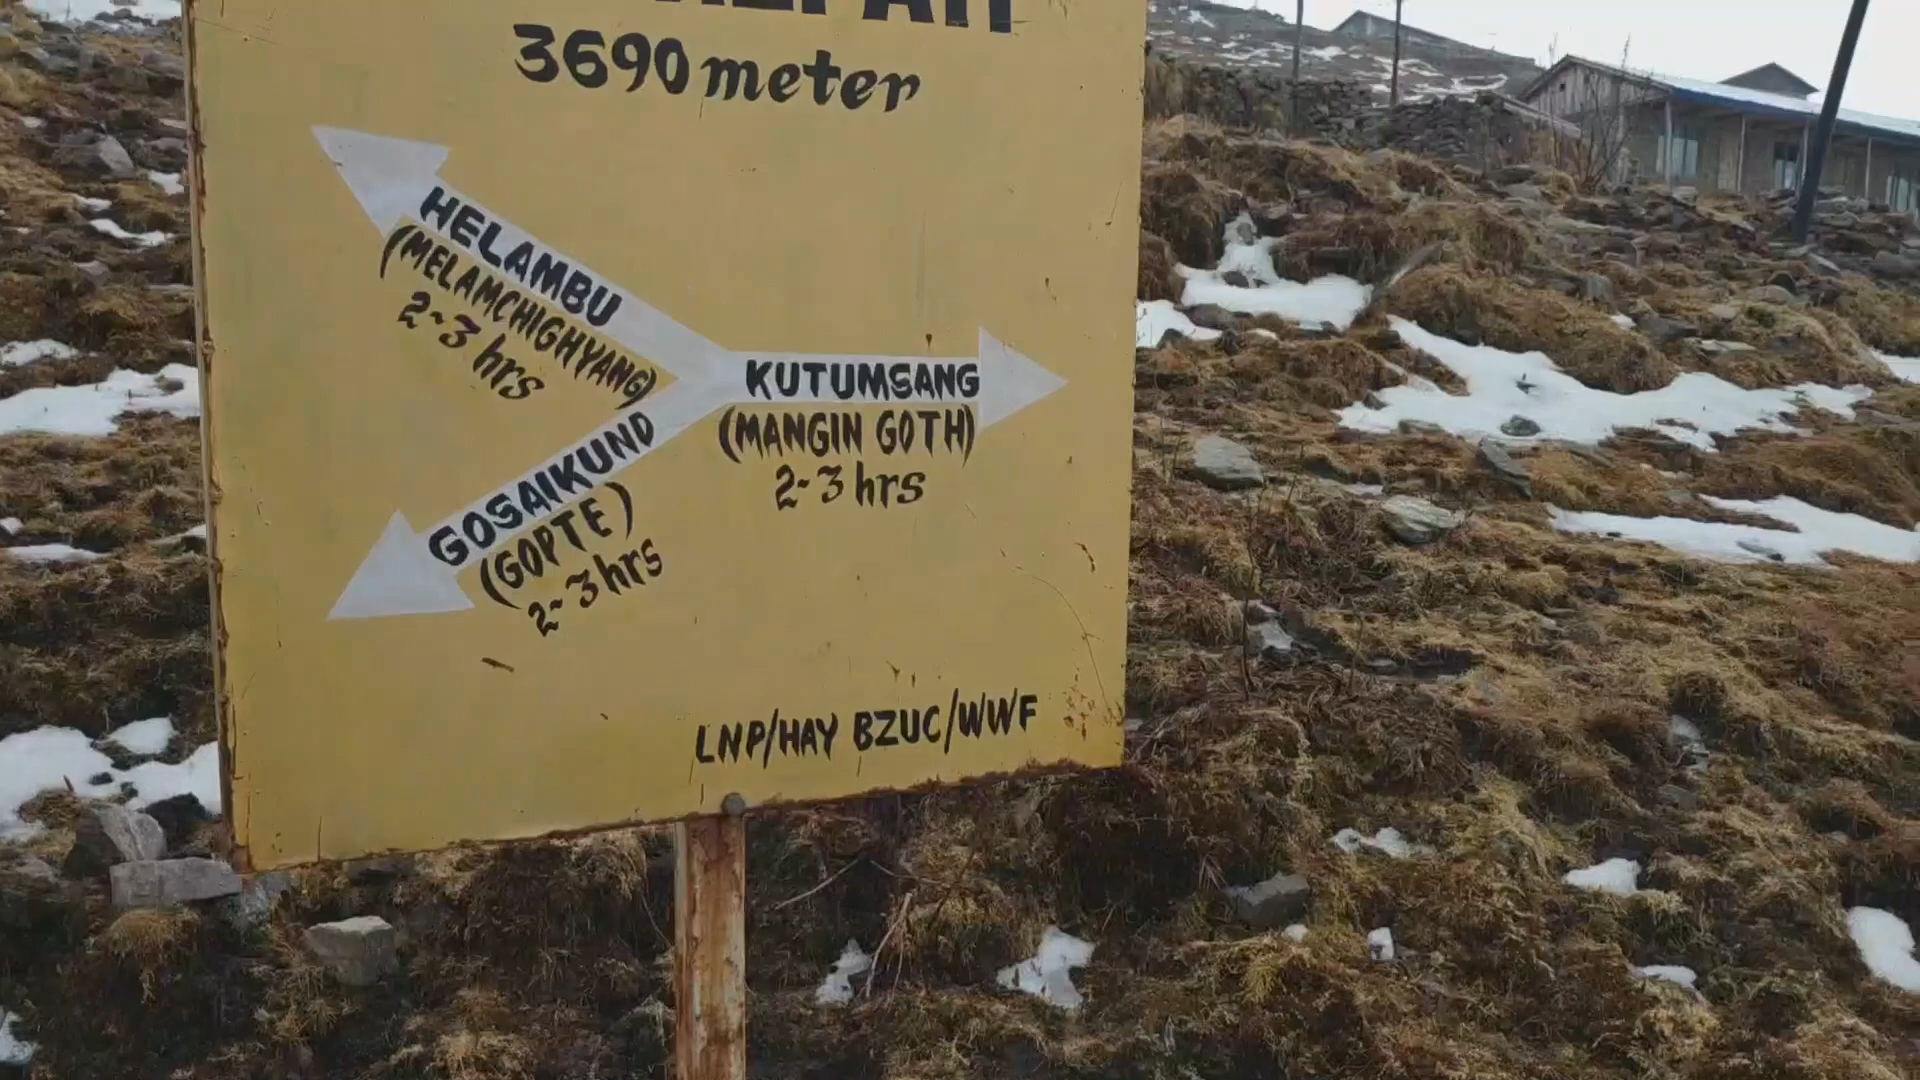 3690 meter
HELAMBU
(MELAMCHIGHYANG)
2-3 hrs
KUTUMSANG
(MANGIN GOTH)
2-3 hrs
GOSAIKUND
(GOPTE)
2-3 hrs
LNP/HAY BZUC/WWF